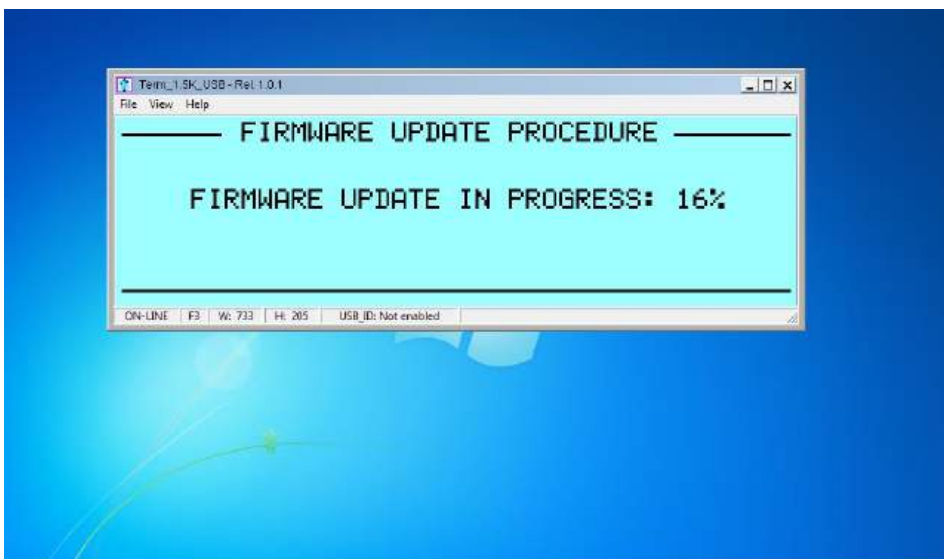 Term_1.5K_USB - Rel. 1.0.1
File View Help
FIRMWARE UPDATE PROCEDURE
FIRMWARE UPDATE IN PROGRESS: 16%
ON-LINE F3 W: 733 H: 205 USB_ID: Not enabled